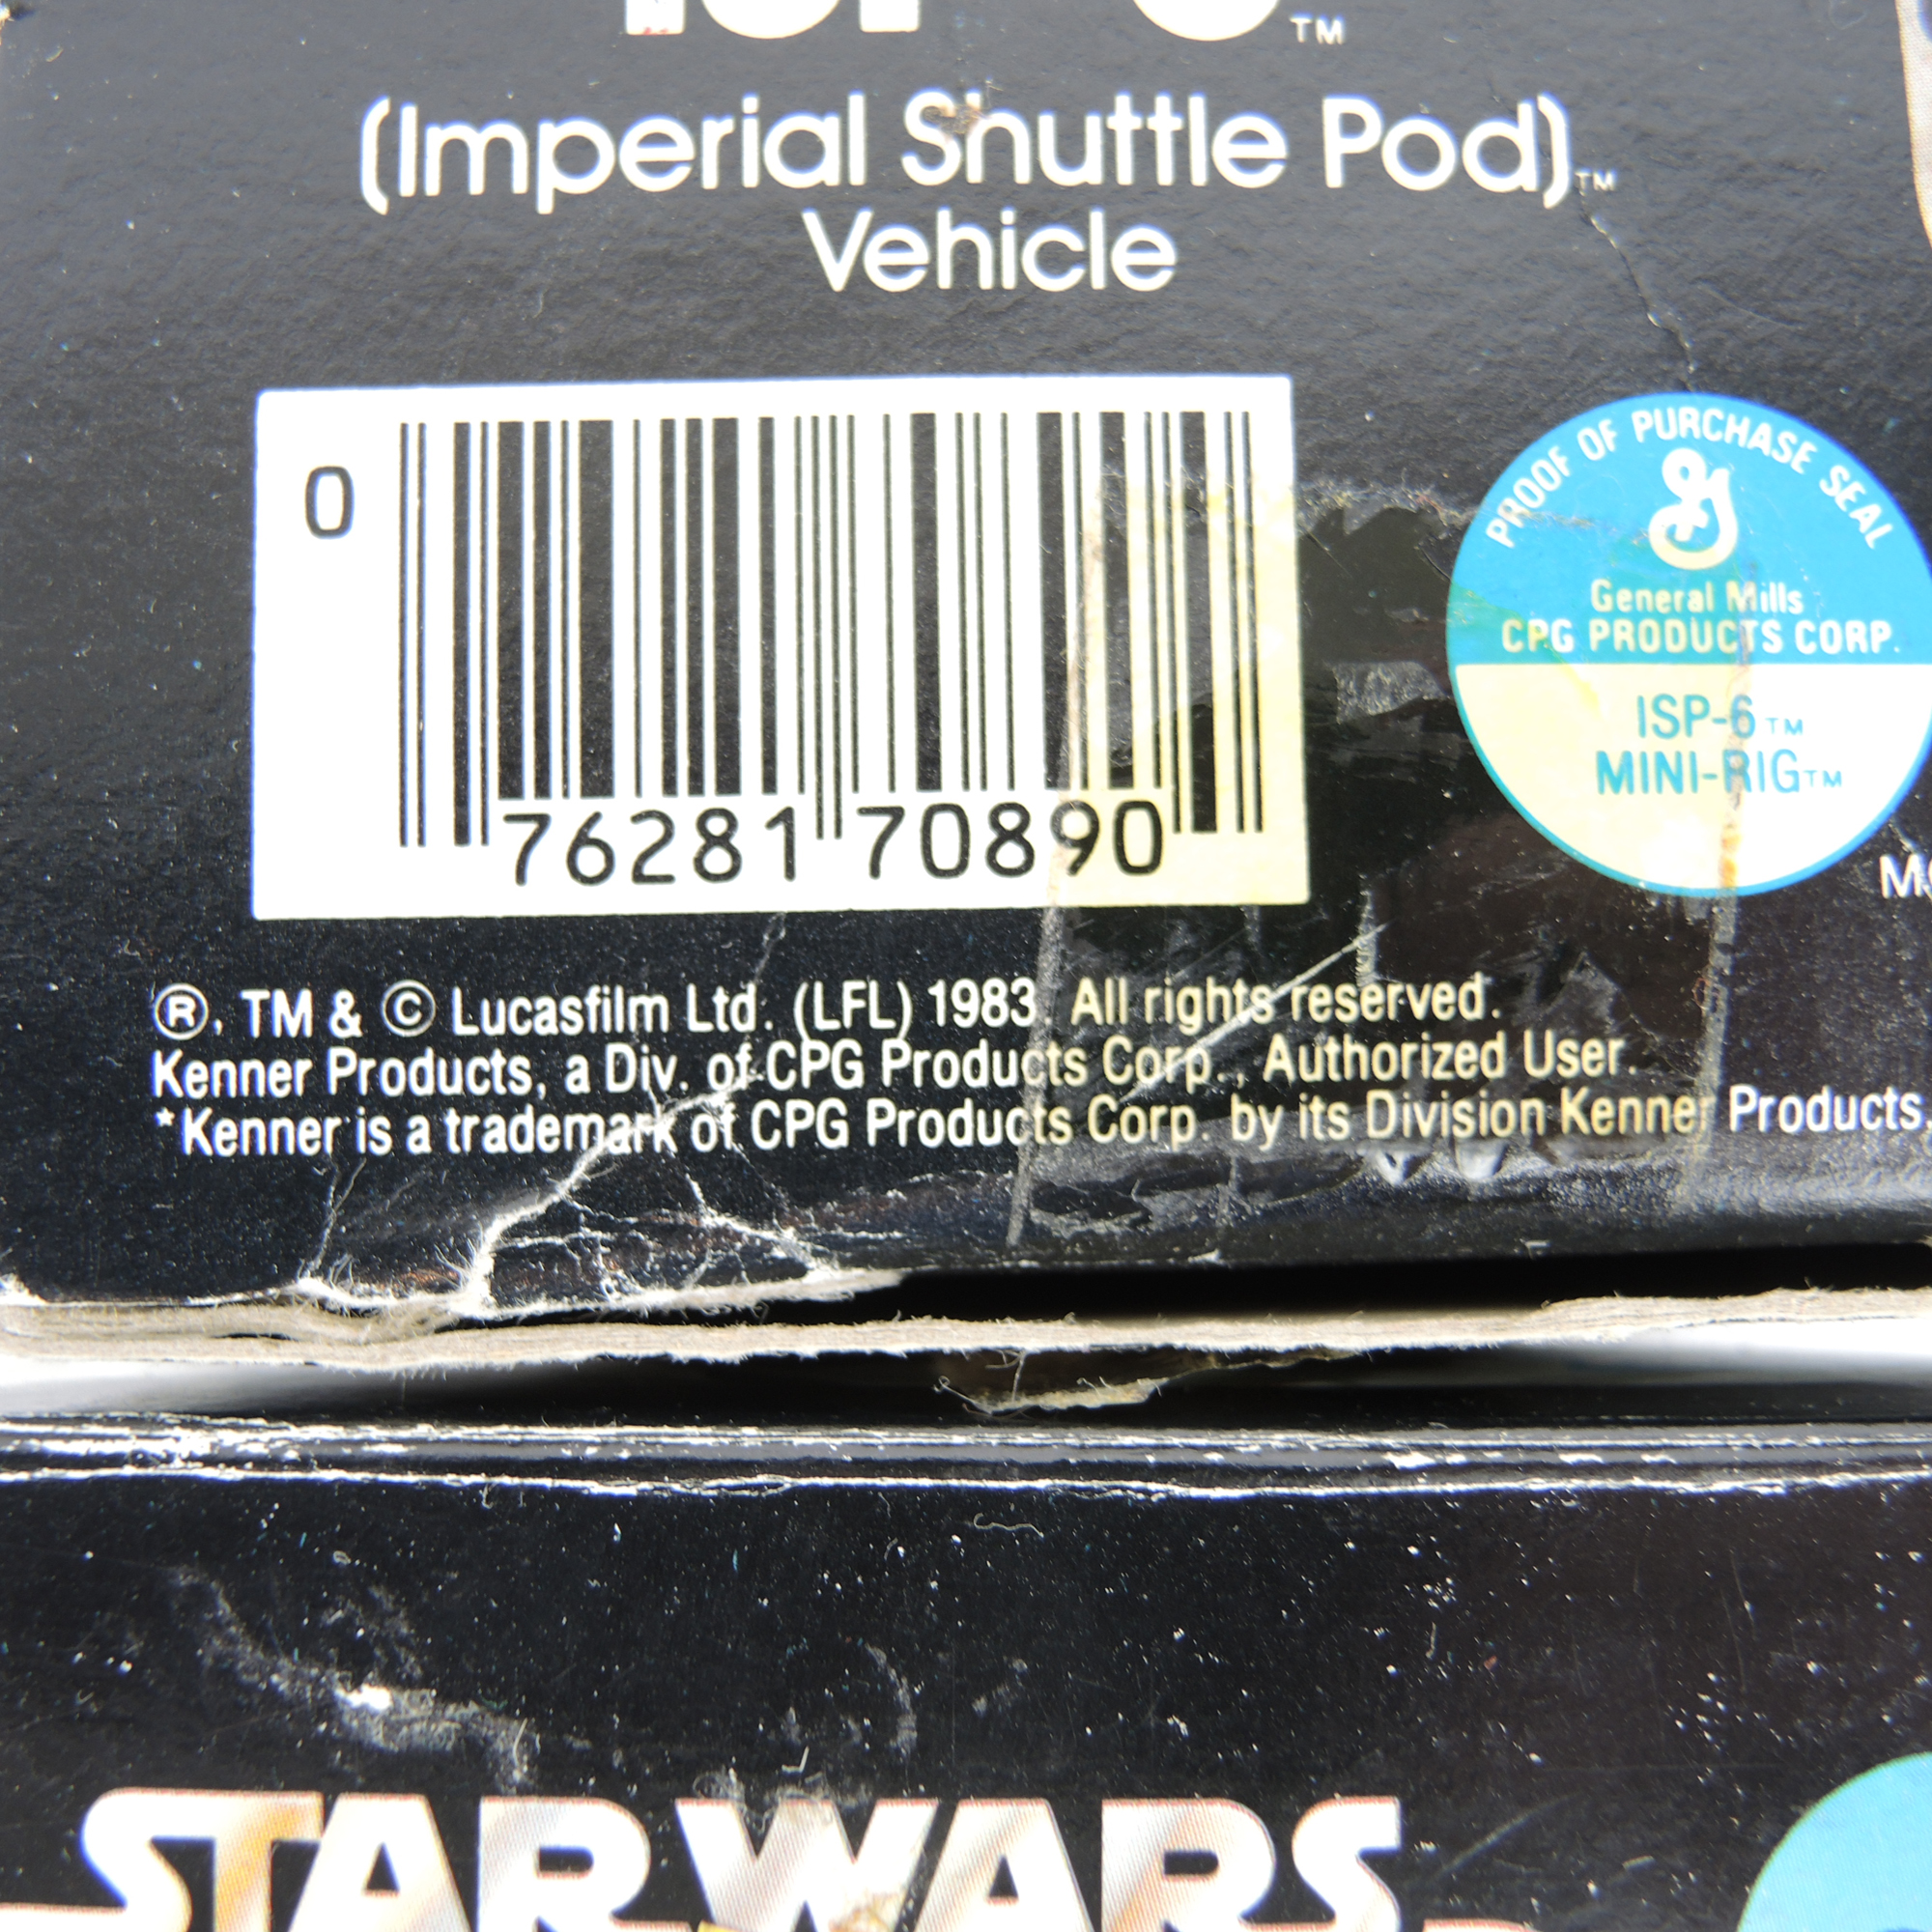 TM
(Imperial Shuttle Pod)™
Vehicle
0
76281 70890
PROOF OF PURCHASE SEAL
General Mills
CPG PRODUCTS CORP.
ISP-6™
MINI-RIG™
®, TM & © Lucasfilm Ltd. (LFL) 1983 All rights reserved.
Kenner Products, a Div. of CPG Products Corp., Authorized User.
*Kenner is a trademark of CPG Products Corp. by its Division Kenner Products.
STAR WARS